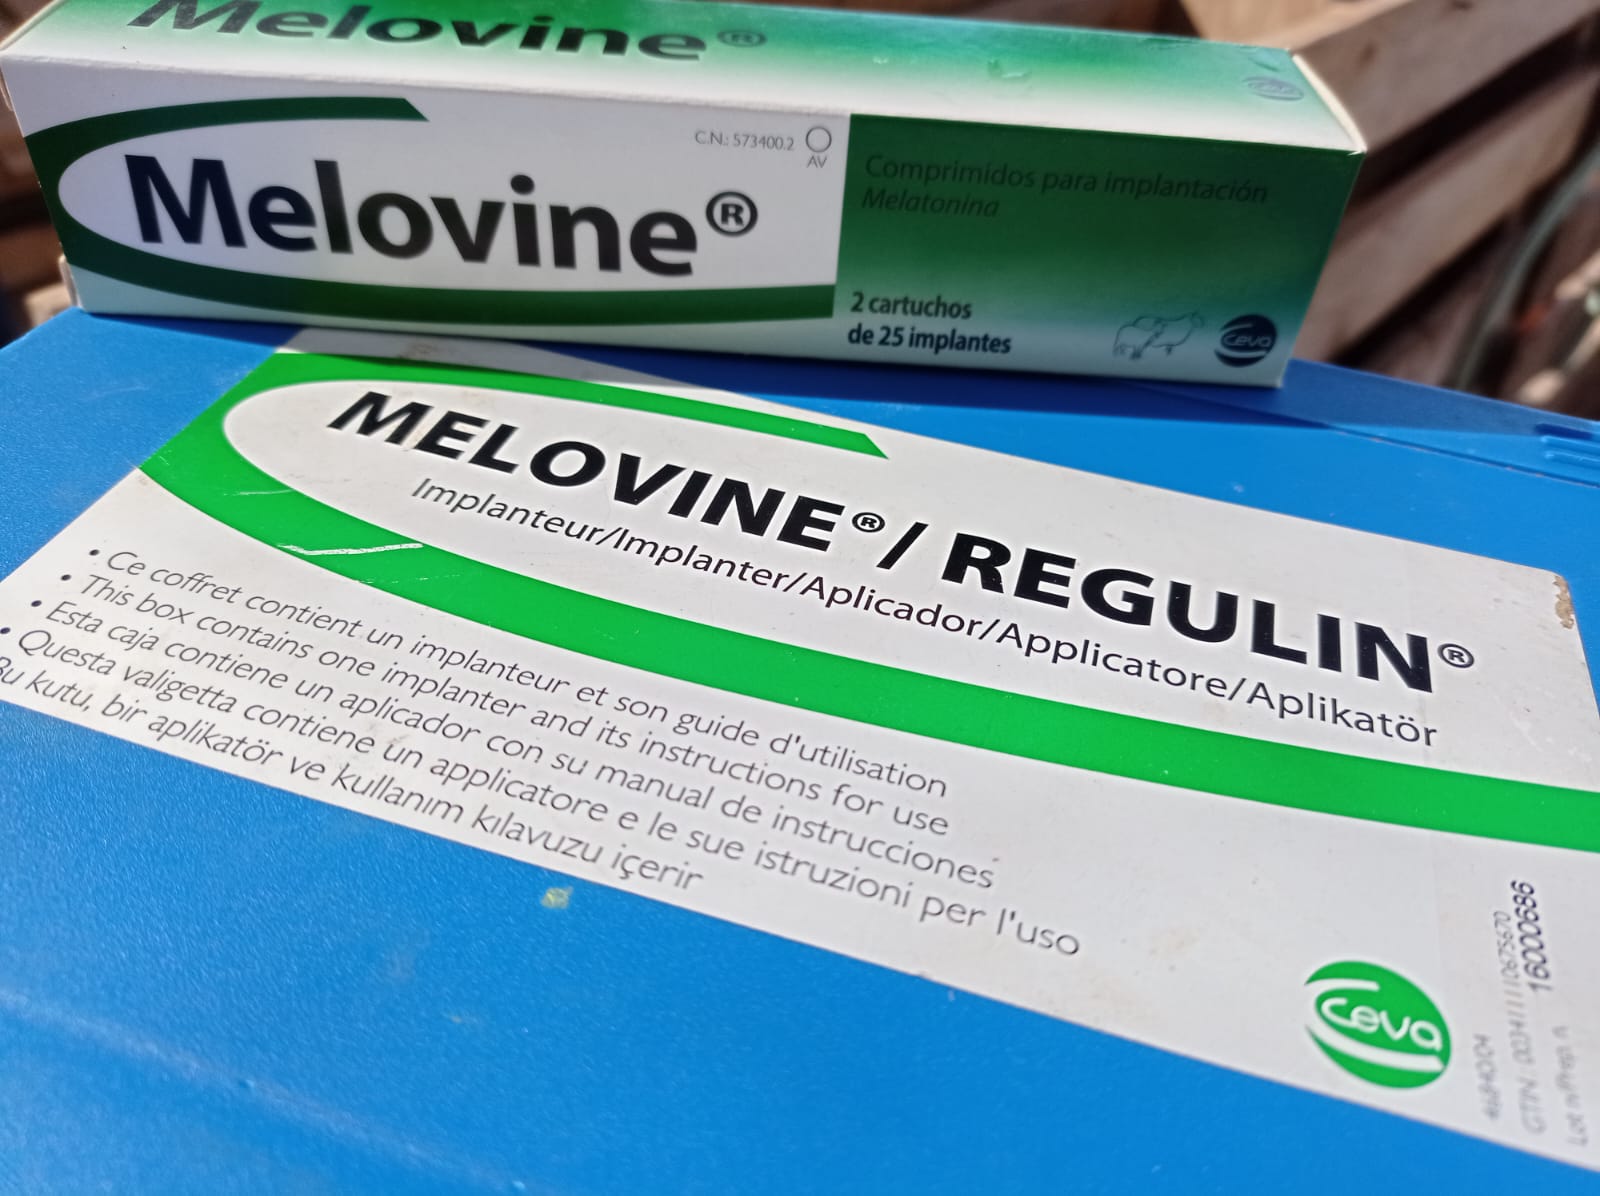 Melovine®
C.N.: 573400.2
AV
Melovine®
Comprimidos para implantación
Melatonina
2 cartuchos
de 25 implantes
ceva
MELOVINE® / REGULIN®
Implanteur/Implanter/Aplicador/Applicatore/Aplikatör
• Ce coffret contient un implanteur et son guide d'utilisation
• This box contains one implanter and its instructions for use
• Esta caja contiene un aplicador con su manual de instrucciones
• Questa valigetta contiene un applicatore e le sue istruzioni per l'uso
Bu kutu, bir aplikatör ve kullanım kılavuzu içerir
ceva
GTIN
16000686